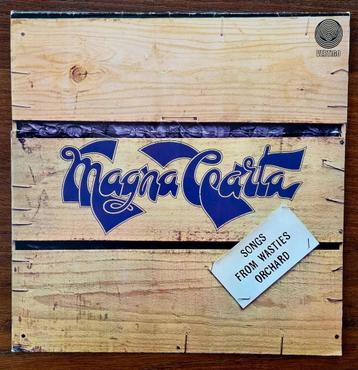 VERTIGO
Magna Carta
SONGS
FROM WASTIES
ORCHARD